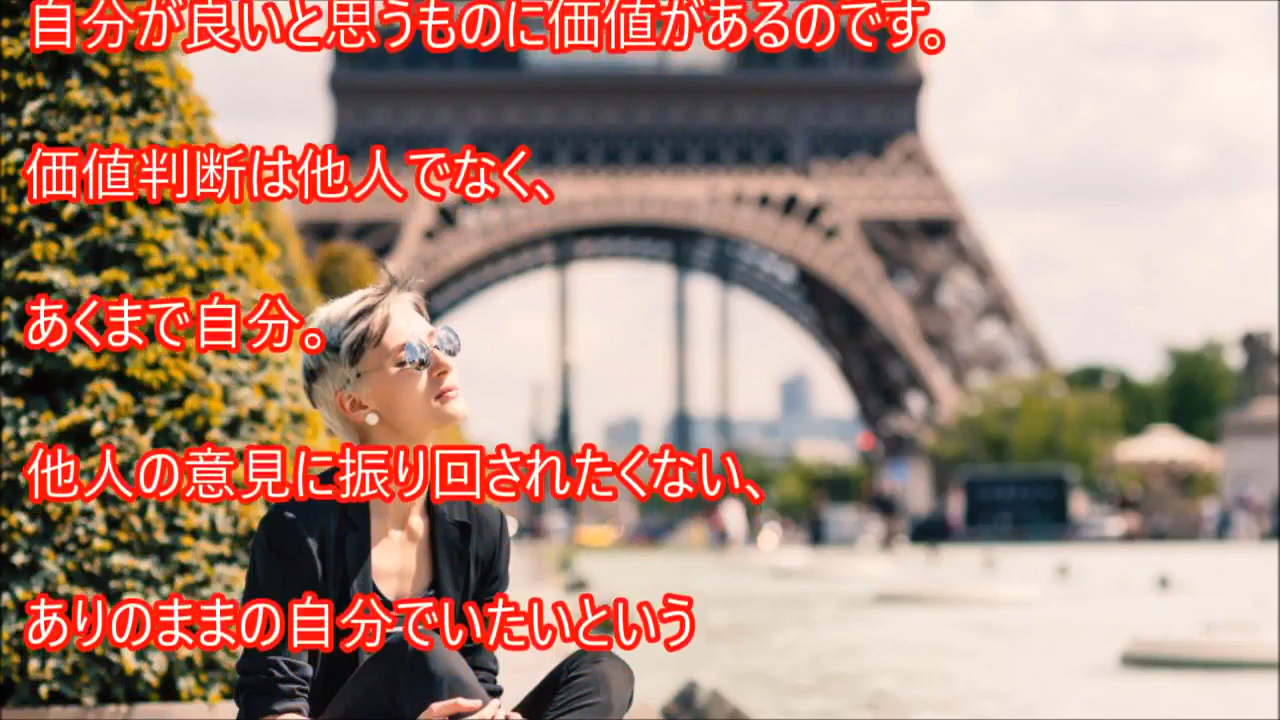 自分が良いと思うものに価値があるのです。
価値判断は他人でなく、
あくまで自分。
他人の意見に振り回されたくない、
ありのままの自分でいたいという